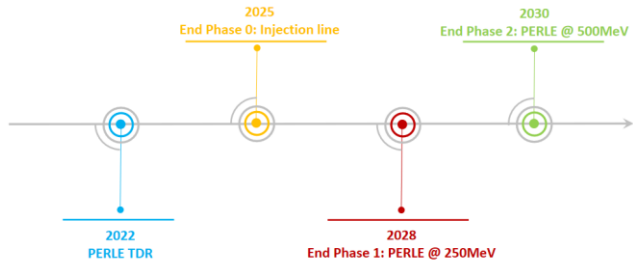 2025
End Phase 0: Injection line
2030
End Phase 2: PERLE @ 500MeV
2022
PERLE TDR
2028
End Phase 1: PERLE @ 250MeV